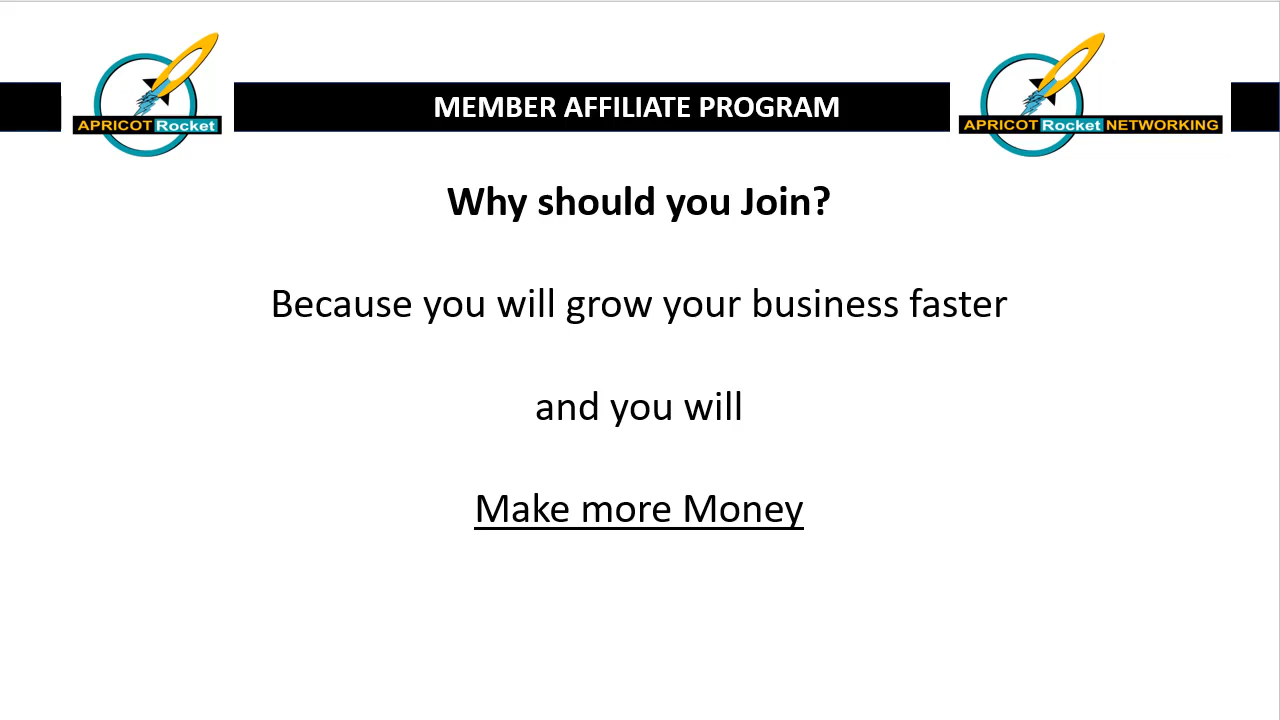 APRICOT Rocket
MEMBER AFFILIATE PROGRAM
APRICOT Rocket NETWORKING
Why should you Join?
Because you will grow your business faster
and you will
Make more Money